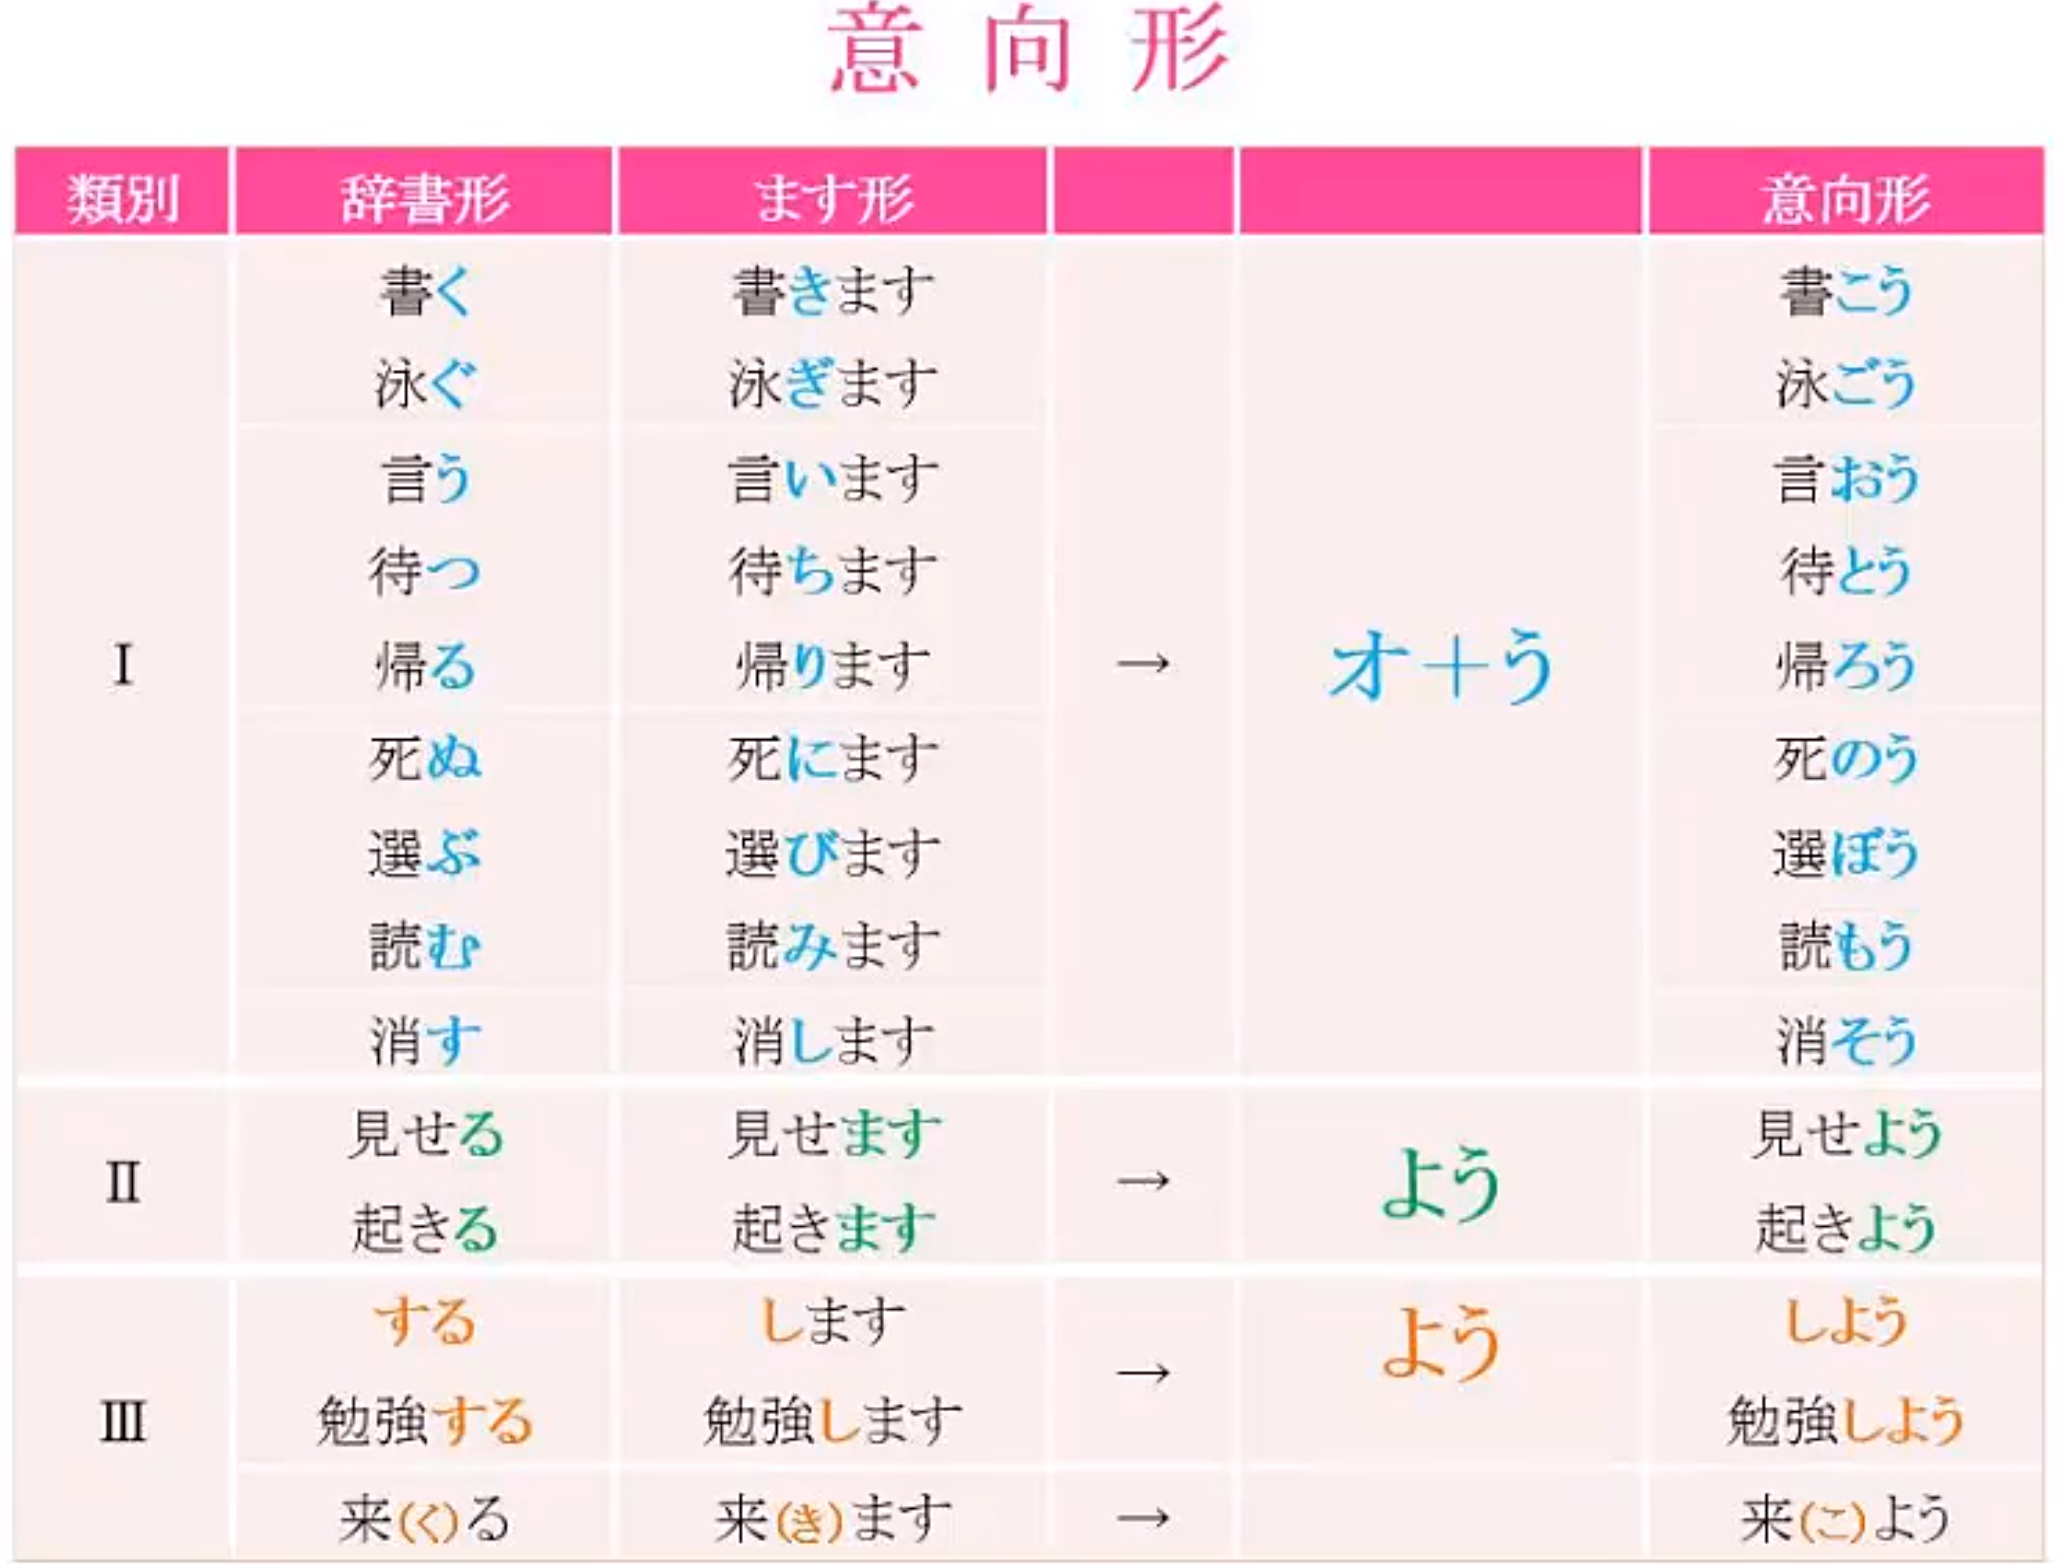 意向形
類別 辞書形 ます形 意向形
書く 書きます 書こう
泳ぐ 泳ぎます 泳ごう
言う 言います 言おう
待つ 待ちます 待とう
Ⅰ 帰る 帰ります → オ+う 帰ろう
死ぬ 死にます 死のう
選ぶ 選びます 選ぼう
読む 読みます 読もう
消す 消します 消そう
見せる 見せます 見せよう
Ⅱ → よう
起きる 起きます 起きよう
する します よう しよう
→
Ⅲ 勉強する 勉強します 勉強しよう
来(く)る 来(き)ます → 来(こ)よう